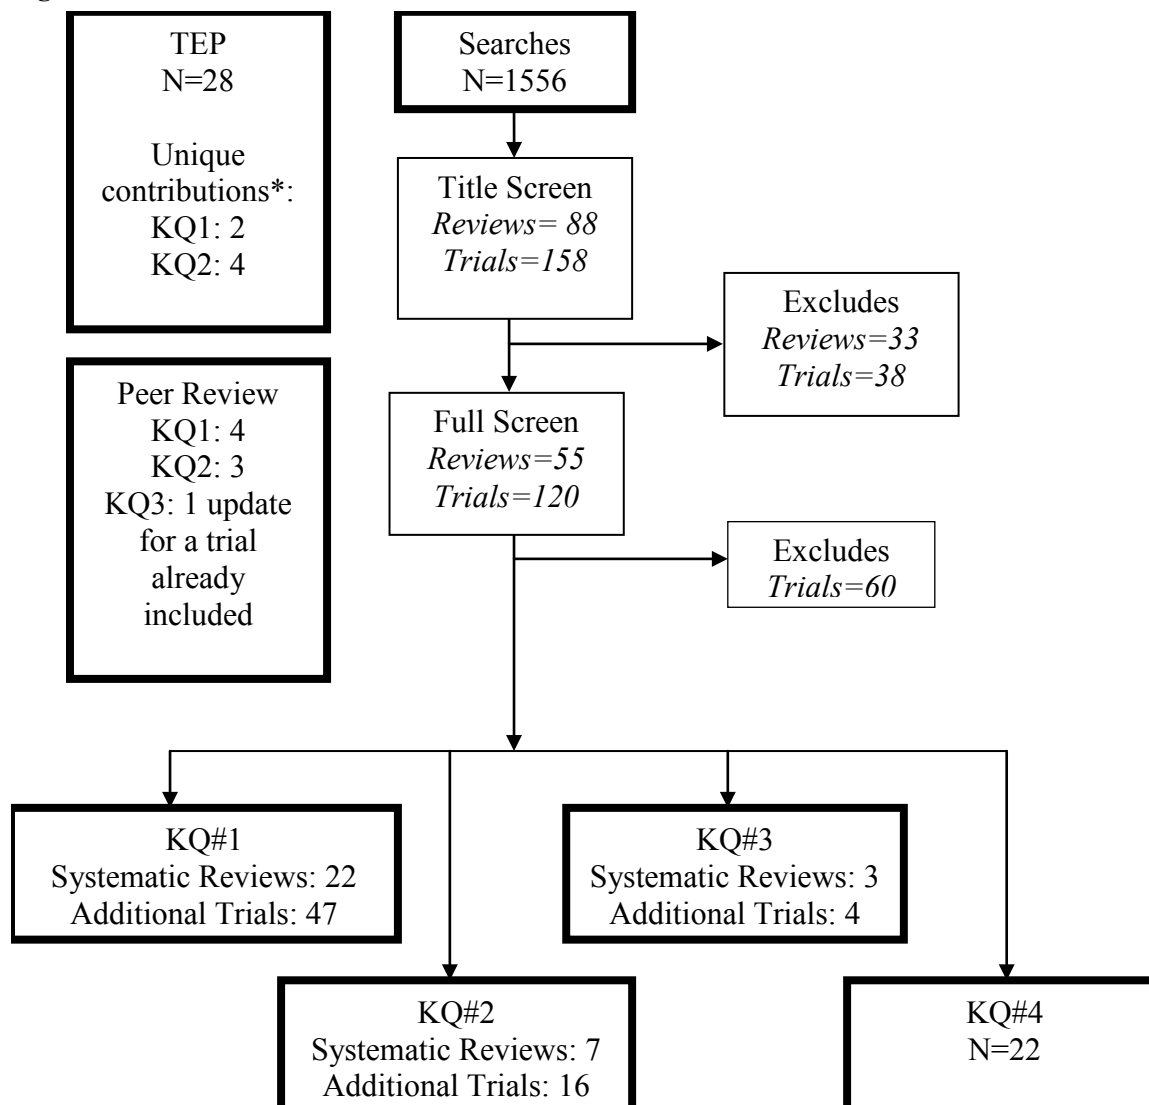 TEP
N=28
Unique
contributions*:
KQ1: 2
KQ2: 4
Searches
N=1556
Title Screen
Reviews= 88
Trials=158
Excludes
Reviews=33
Trials=38
Peer Review
KQ1: 4
KQ2: 3
KQ3: 1 update
for a trial
already
included
Full Screen
Reviews=55
Trials=120
Excludes
Trials=60
KQ#1
Systematic Reviews: 22
Additional Trials: 47
KQ#3
Systematic Reviews: 3
Additional Trials: 4
KQ#2
Systematic Reviews: 7
Additional Trials: 16
KQ#4
N=22